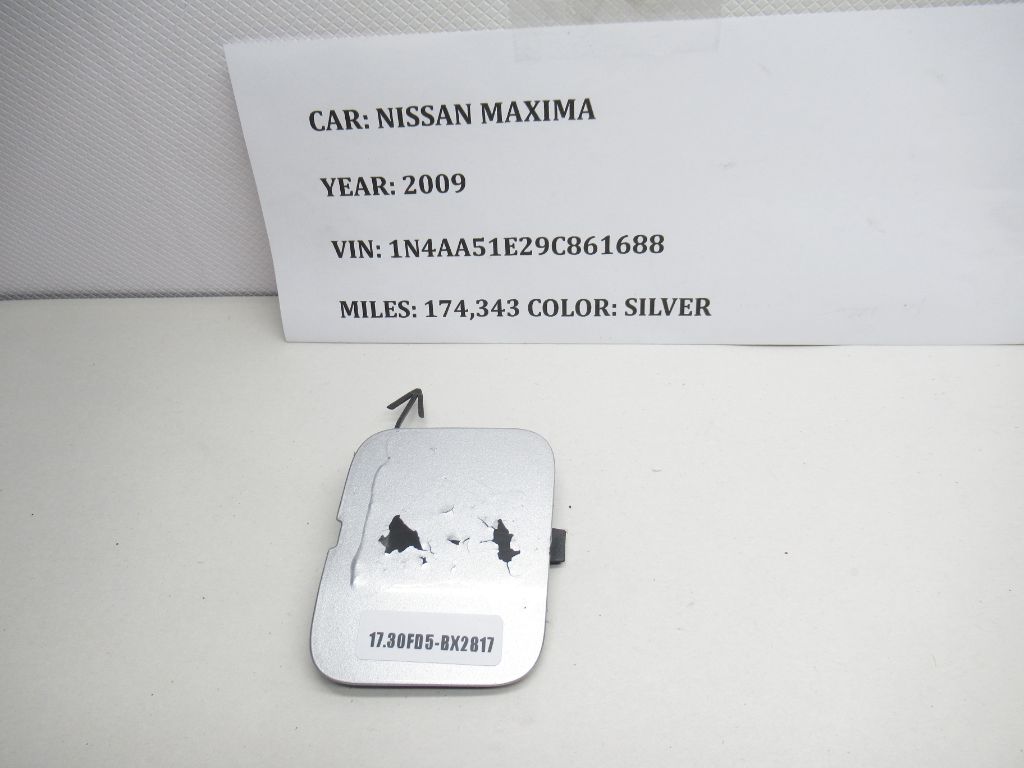 CAR: NISSAN MAXIMA
YEAR: 2009
VIN: 1N4AA51E29C861688
MILES: 174,343 COLOR: SILVER
17.30FD5-BX2817